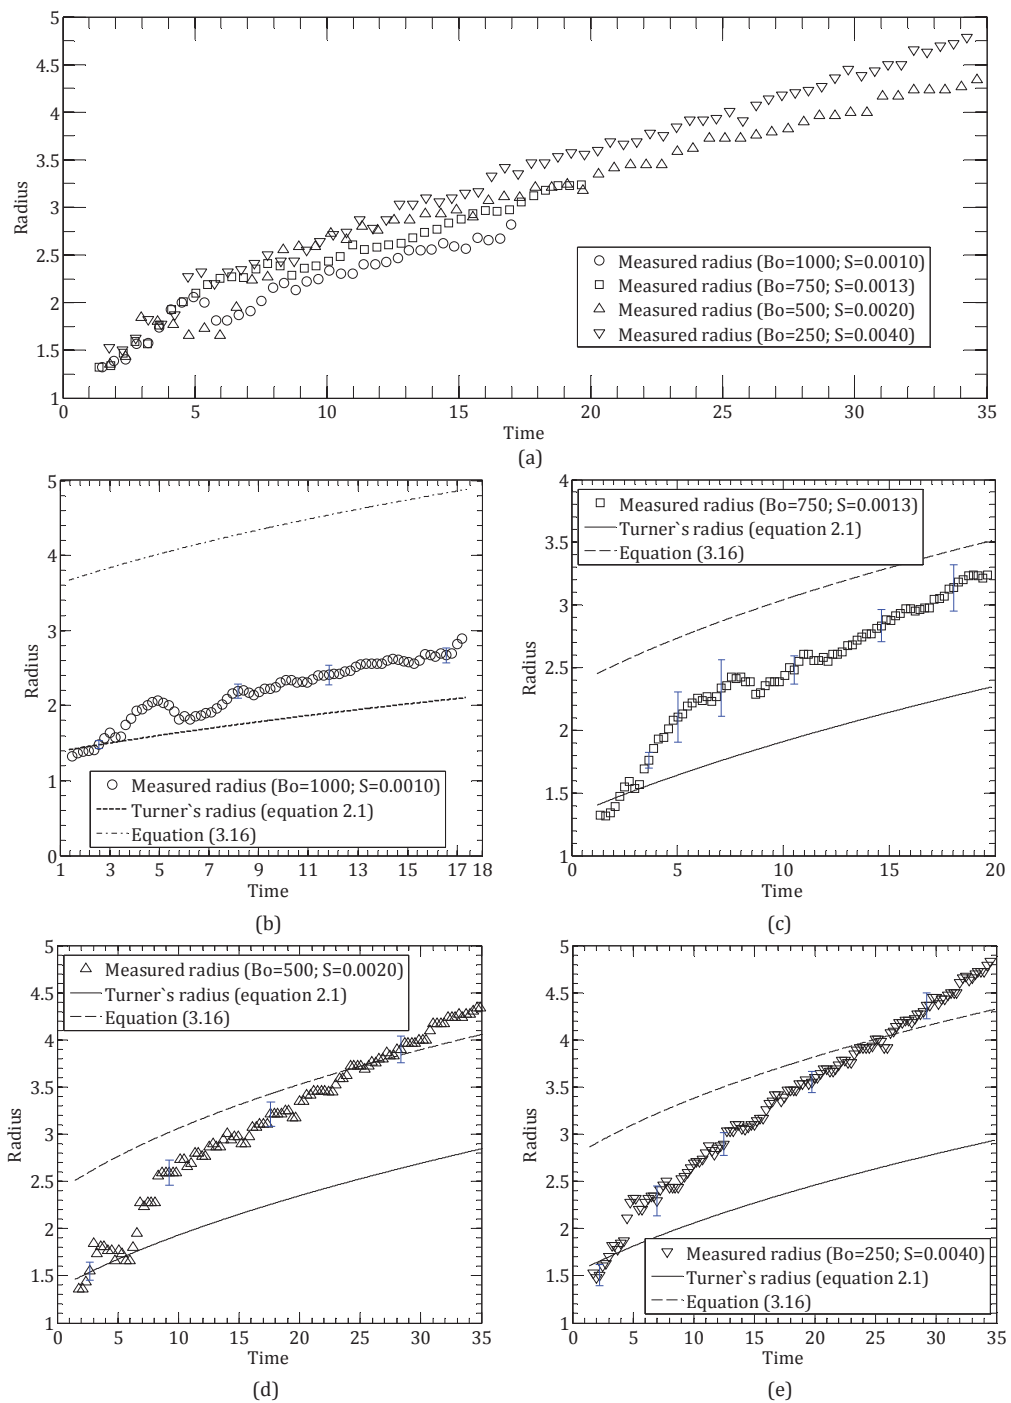 5
4.5
4
3.5
3
2.5
2
1.5
1
Radius
0 5 10 15 20 25 30 35
Time
Measured radius (Bo=1000; S=0.0010)
Measured radius (Bo=750; S=0.0013)
Measured radius (Bo=500; S=0.0020)
Measured radius (Bo=250; S=0.0040)
(a)
5
4
3
2
1
0
Radius
1 3 5 7 9 11 13 15 17 18
Time
Measured radius (Bo=1000; S=0.0010)
Turner`s radius (equation 2.1)
Equation (3.16)
(b)
4
3.5
3
2.5
2
1.5
1
Radius
0 5 10 15 20
Time
Measured radius (Bo=750; S=0.0013)
Turner`s radius (equation 2.1)
Equation (3.16)
(c)
5
4.5
4
3.5
3
2.5
2
1.5
1
Radius
0 5 10 15 20 25 30 35
Time
Measured radius (Bo=500; S=0.0020)
Turner`s radius (equation 2.1)
Equation (3.16)
(d)
5
4.5
4
3.5
3
2.5
2
1.5
1
Radius
0 5 10 15 20 25 30 35
Time
Measured radius (Bo=250; S=0.0040)
Turner`s radius (equation 2.1)
Equation (3.16)
(e)